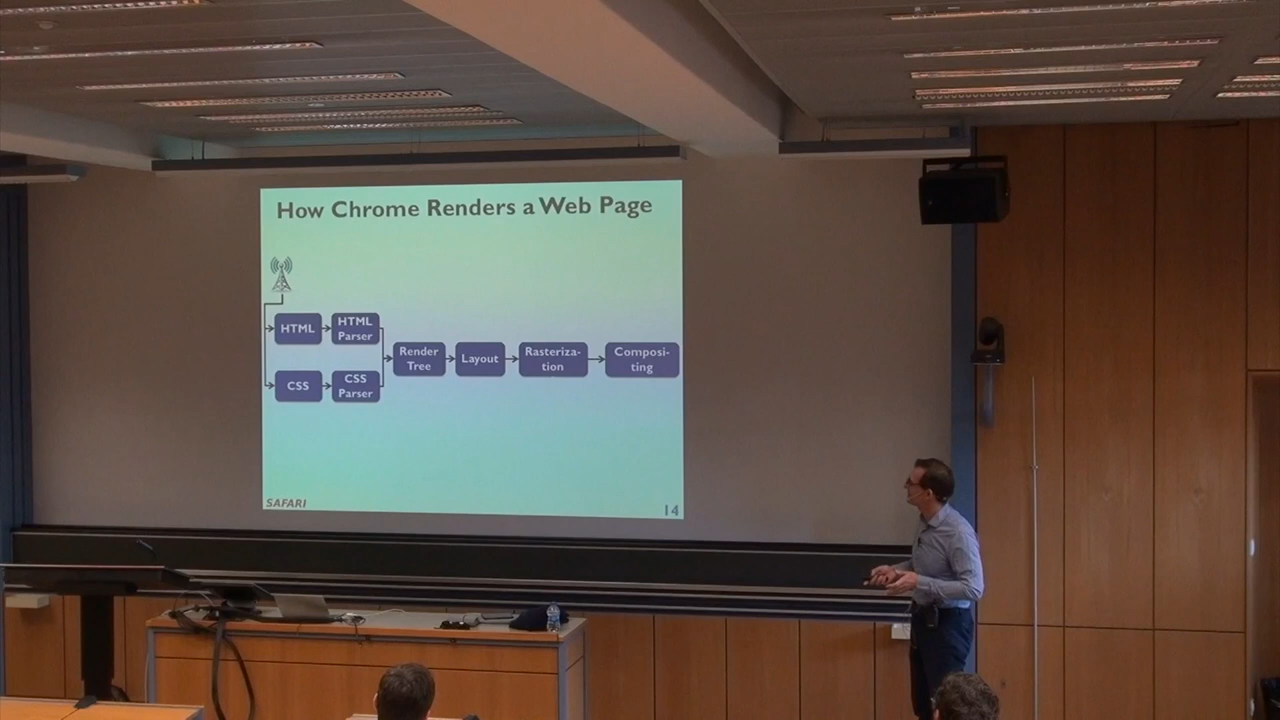 How Chrome Renders a Web Page
HTML
HTML
Parser
CSS
CSS
Parser
Render
Tree
Layout
Rasteriza-
tion
Composi-
ting
SAFARI
14